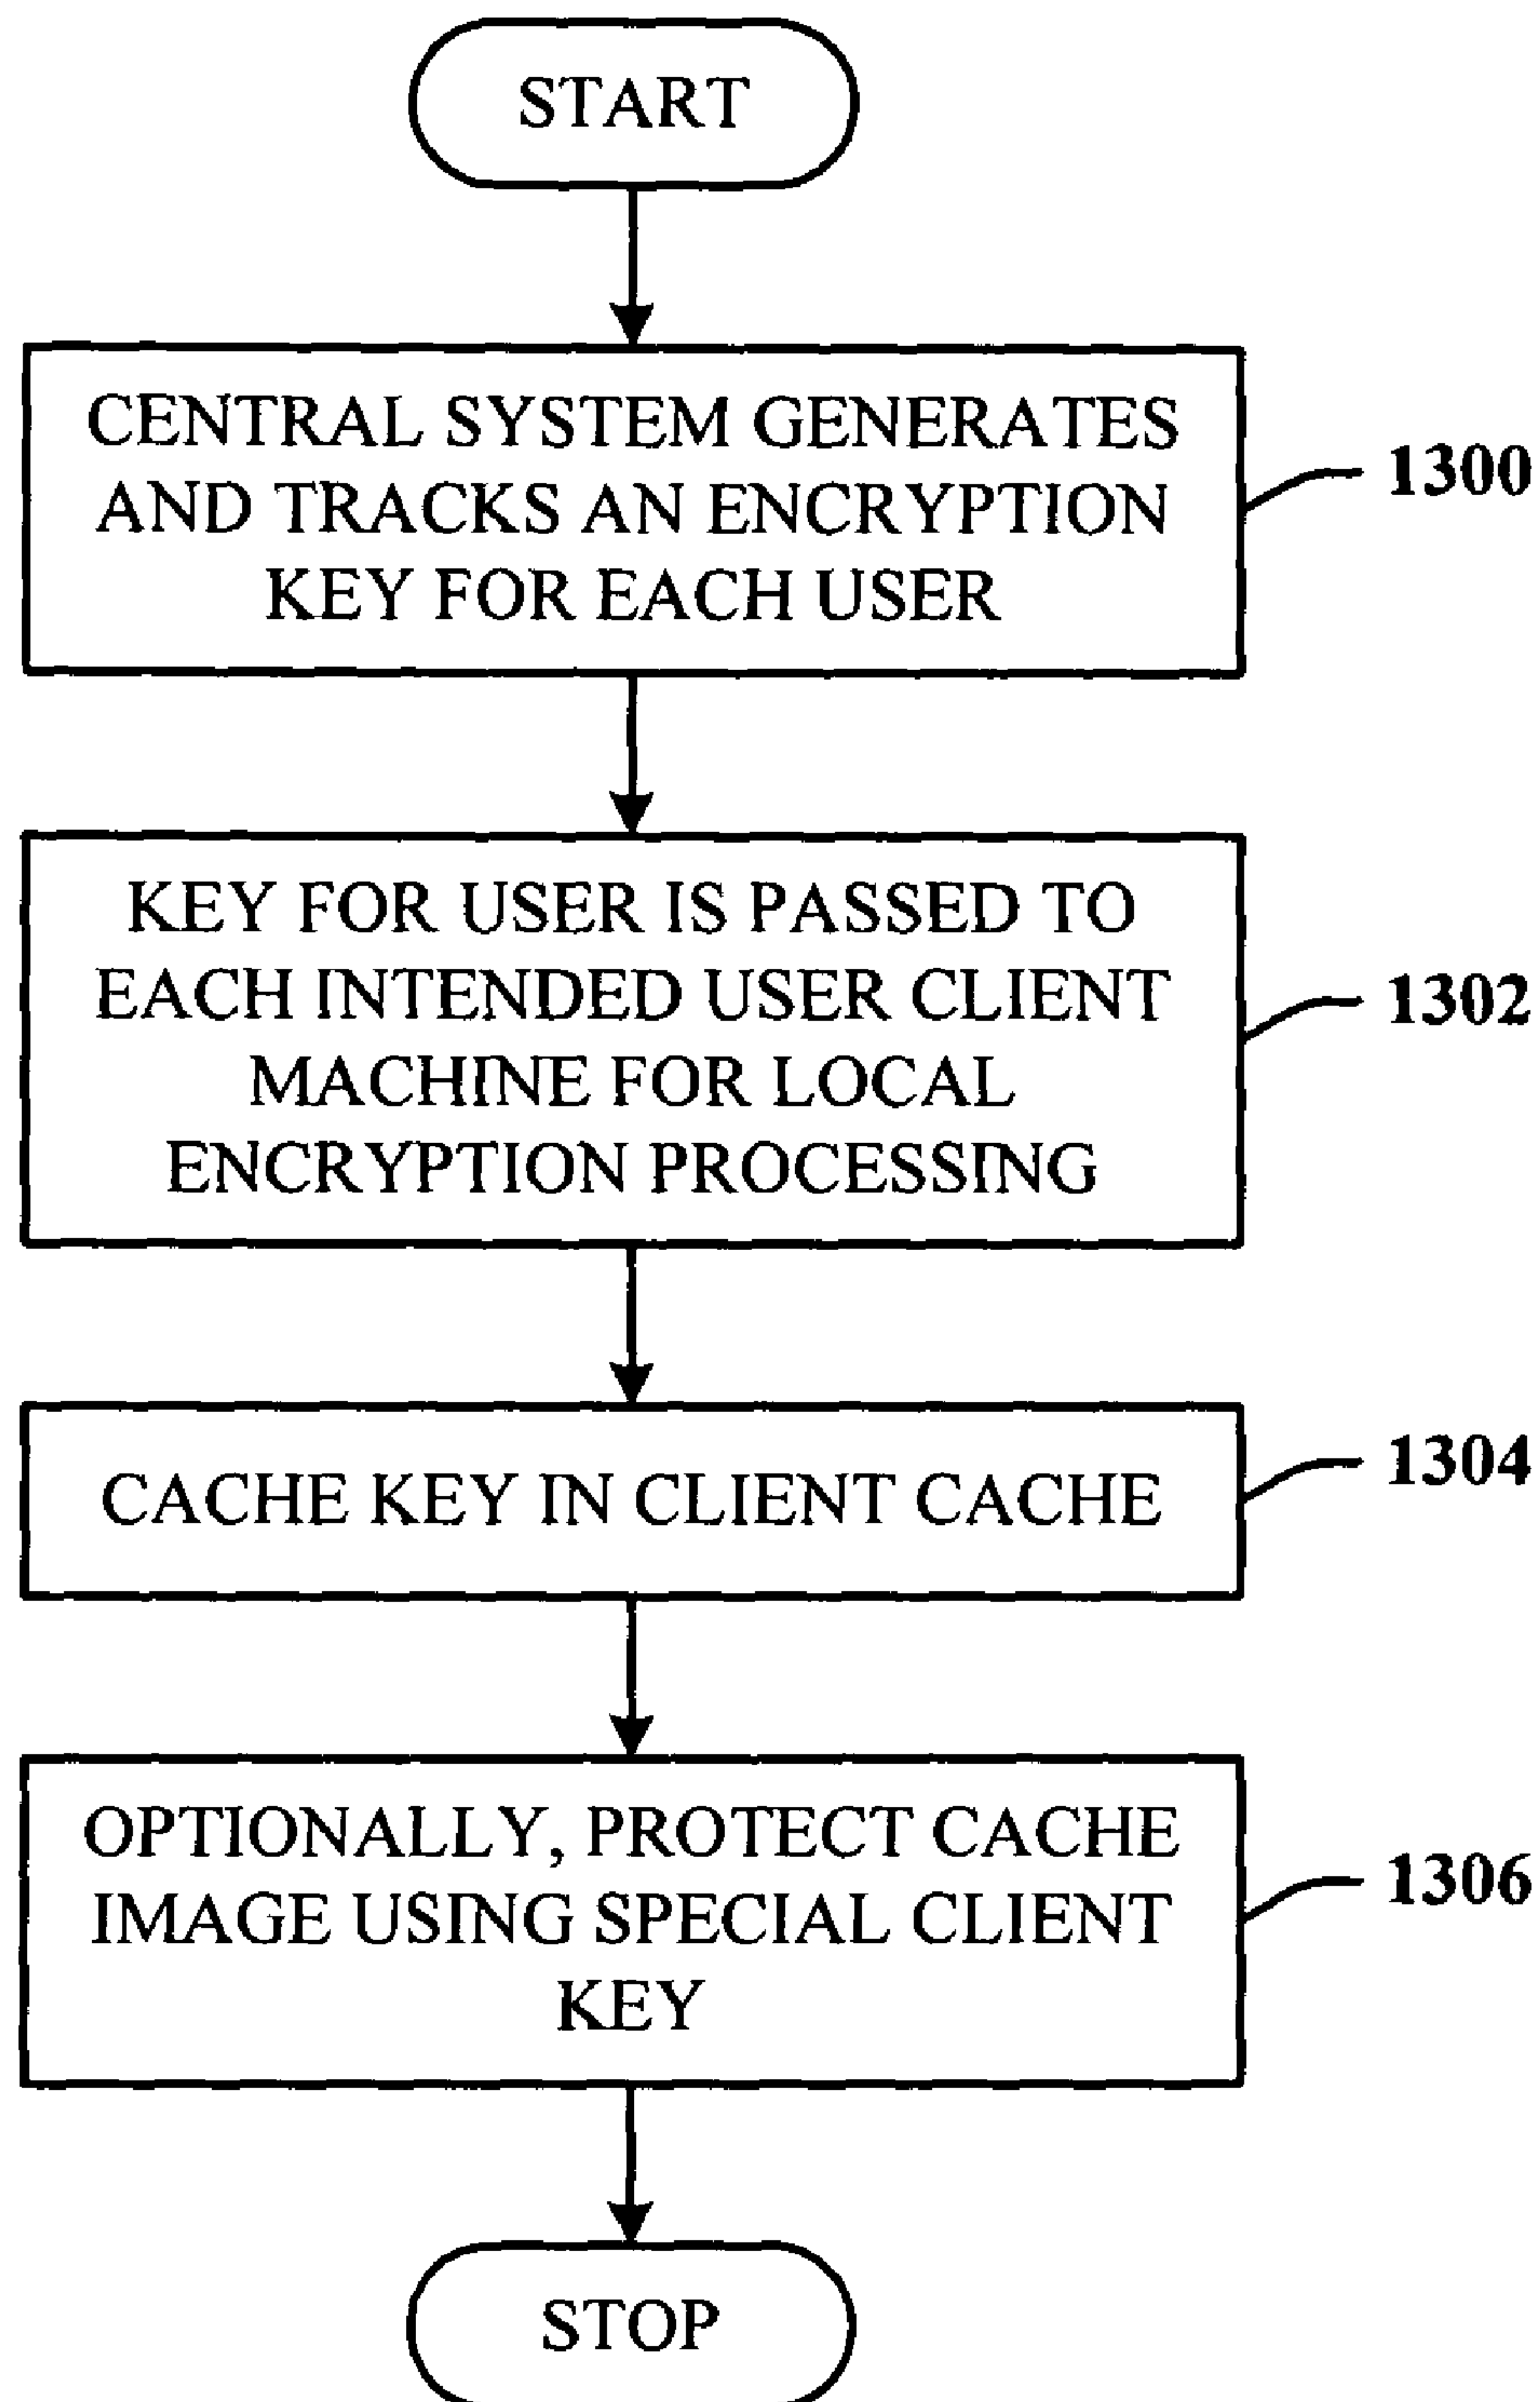 START
CENTRAL SYSTEM GENERATES
AND TRACKS AN ENCRYPTION
KEY FOR EACH USER
1300
KEY FOR USER IS PASSED TO
EACH INTENDED USER CLIENT
MACHINE FOR LOCAL
ENCRYPTION PROCESSING
1302
CACHE KEY IN CLIENT CACHE
1304
OPTIONALLY, PROTECT CACHE
IMAGE USING SPECIAL CLIENT
KEY
1306
STOP